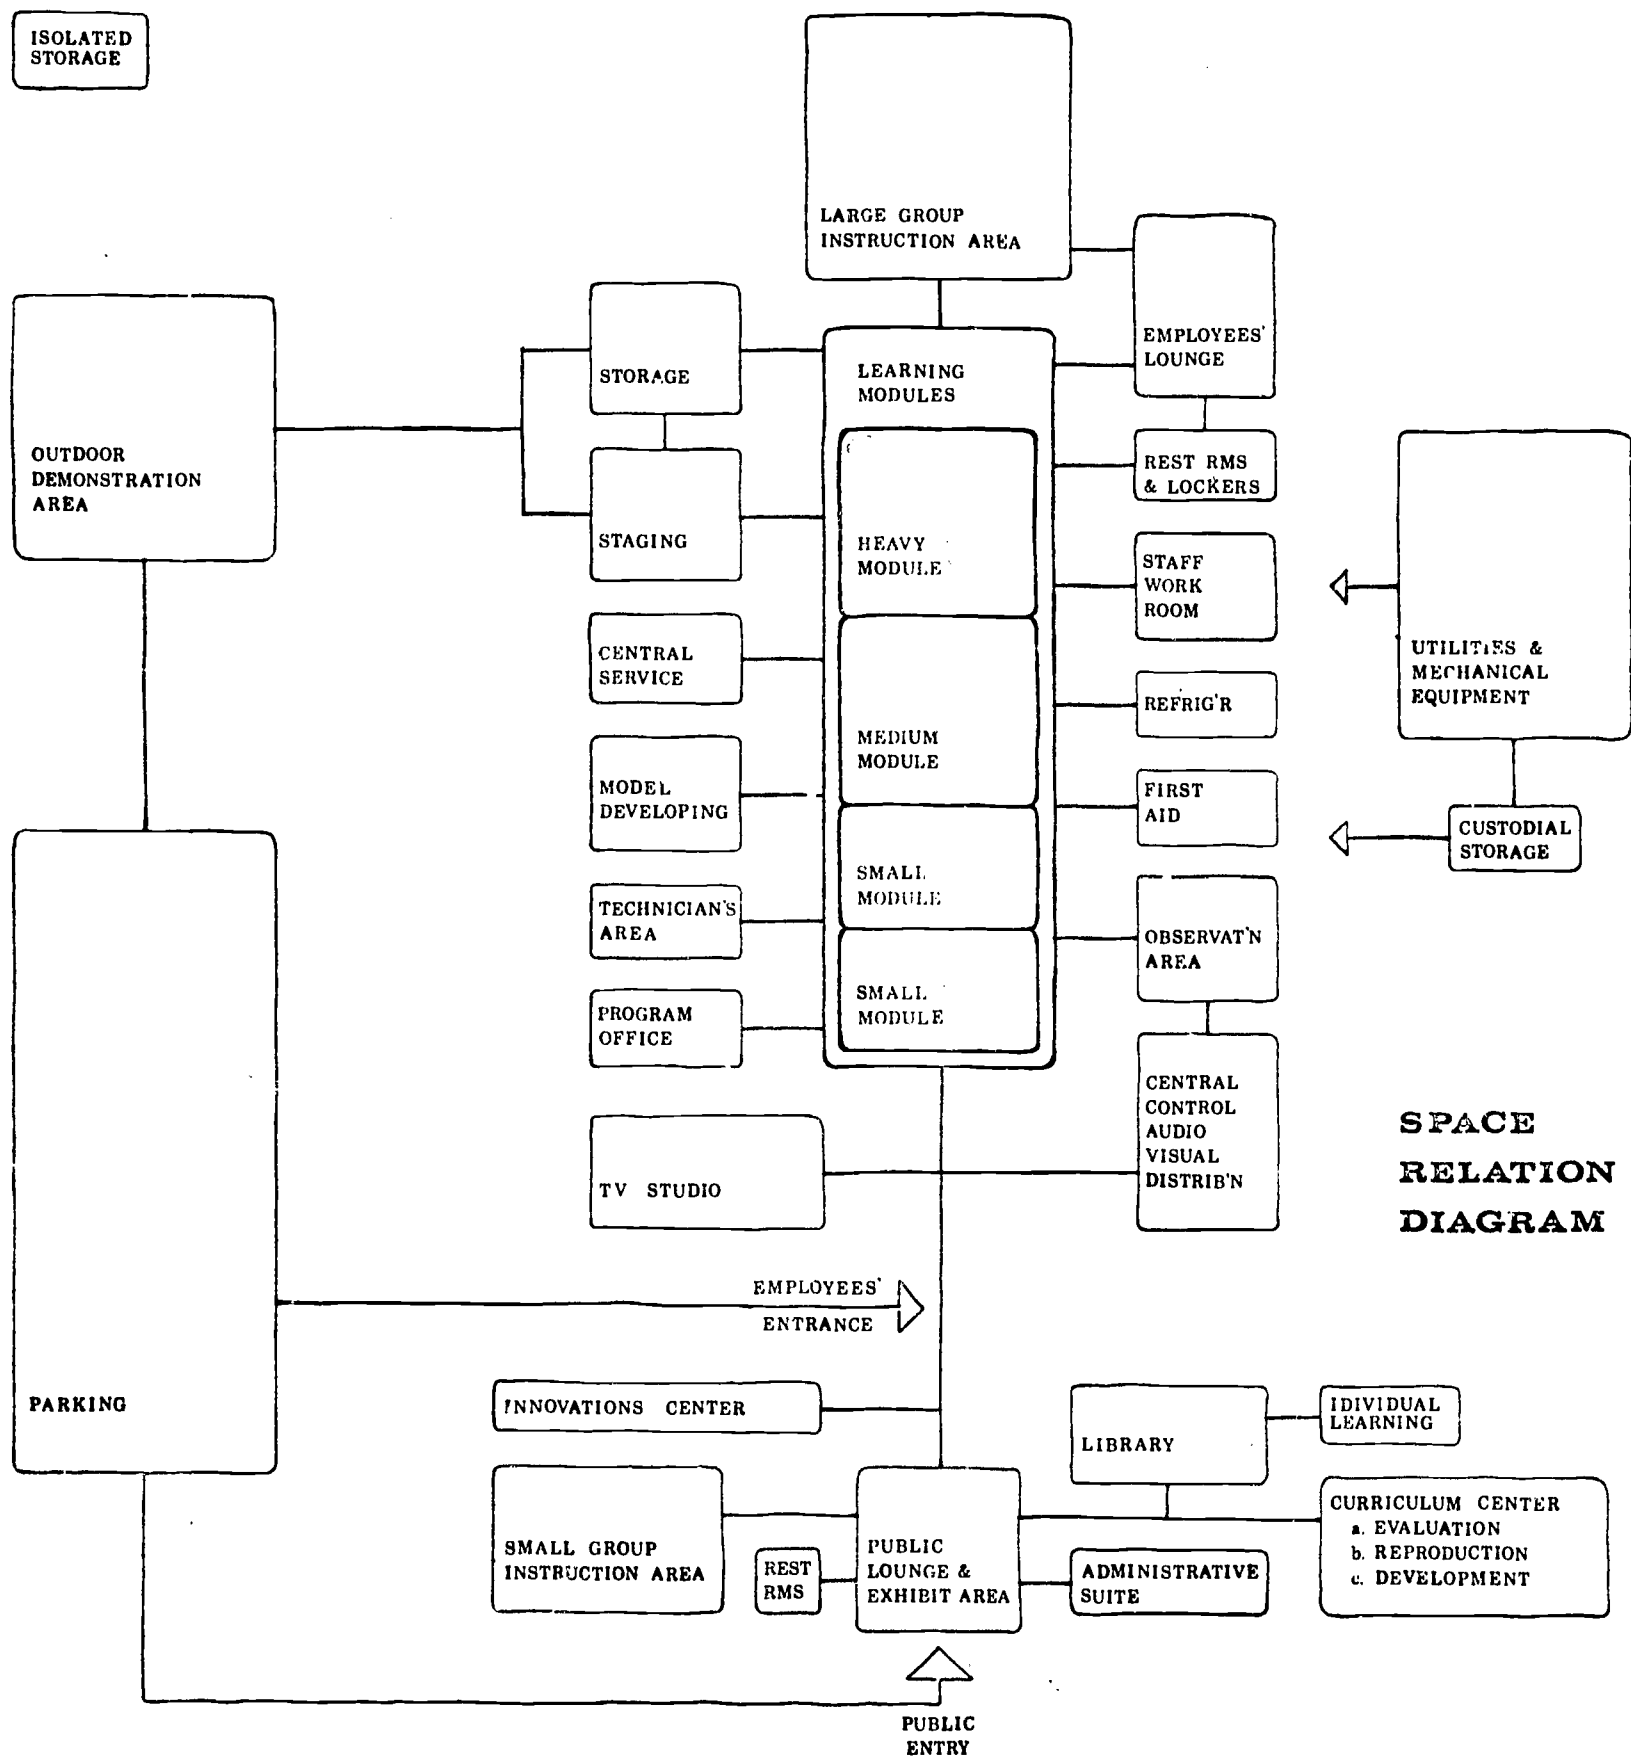 ISOLATED
STORAGE
LARGE GROUP
INSTRUCTION AREA
EMPLOYEES'
LOUNGE
STORAGE
LEARNING
MODULES
OUTDOOR
DEMONSTRATION
AREA
REST RMS
& LOCKERS
STAGING
HEAVY
MODULE
STAFF
WORK
ROOM
UTILITIES &
MECHANICAL
EQUIPMENT
CENTRAL
SERVICE
REFRIG'R
MEDIUM
MODULE
MODEL
DEVELOPING
FIRST
AID
CUSTODIAL
STORAGE
SMALL
MODULE
TECHNICIAN'S
AREA
OBSERVAT'N
AREA
SMALL
MODULE
PROGRAM
OFFICE
CENTRAL
CONTROL
AUDIO
VISUAL
DISTRIB'N
TV STUDIO
SPACE
RELATION
DIAGRAM
EMPLOYEES'
ENTRANCE
PARKING
INNOVATIONS CENTER
LIBRARY
IDIVIDUAL
LEARNING
SMALL GROUP
INSTRUCTION AREA
REST
RMS
PUBLIC
LOUNGE &
EXHIBIT AREA
ADMINISTRATIVE
SUITE
CURRICULUM CENTER
a. EVALUATION
b. REPRODUCTION
c. DEVELOPMENT
PUBLIC
ENTRY